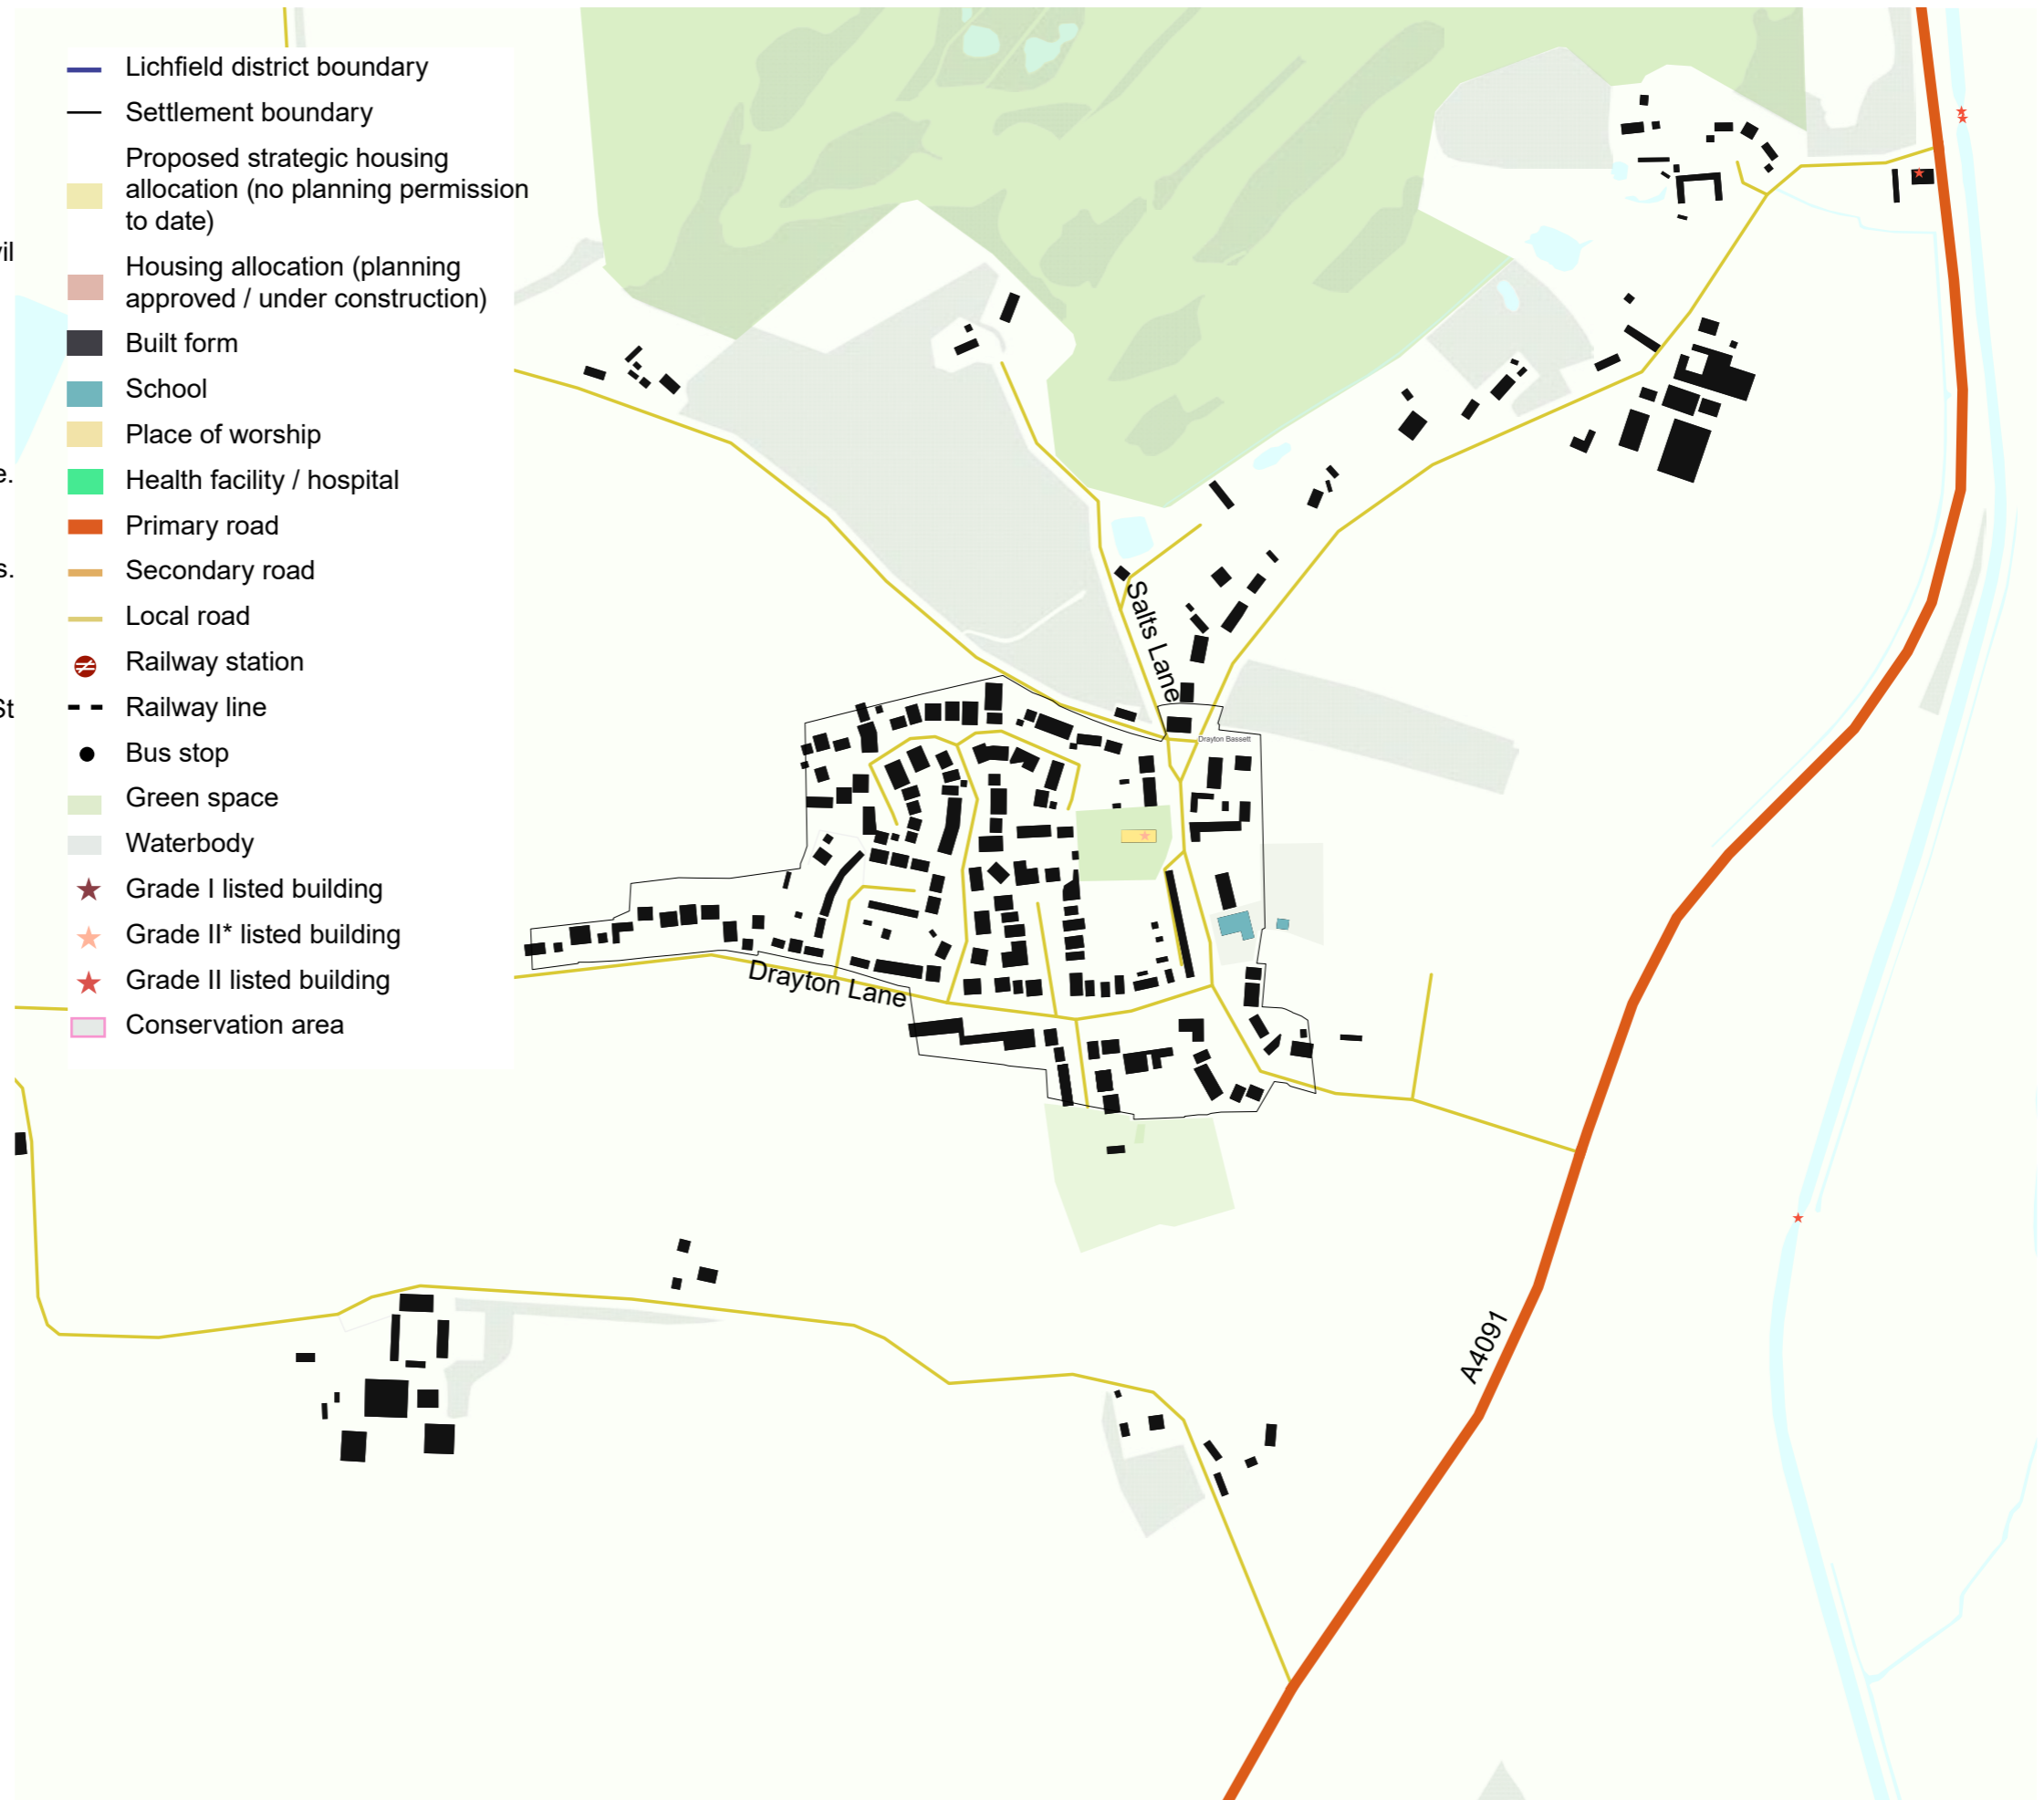 Lichfield district boundary
Settlement boundary
Proposed strategic housing
allocation (no planning permission
to date)
Housing allocation (planning
approved / under construction)
Built form
School
Place of worship
Health facility / hospital
Primary road
Secondary road
Local road
Railway station
Railway line
Bus stop
Green space
Waterbody
Grade I listed building
Grade II* listed building
Grade II listed building
Conservation area
vil
e.
s.
St
Salts Lane
Drayton Bassett
Drayton Lane
A4091